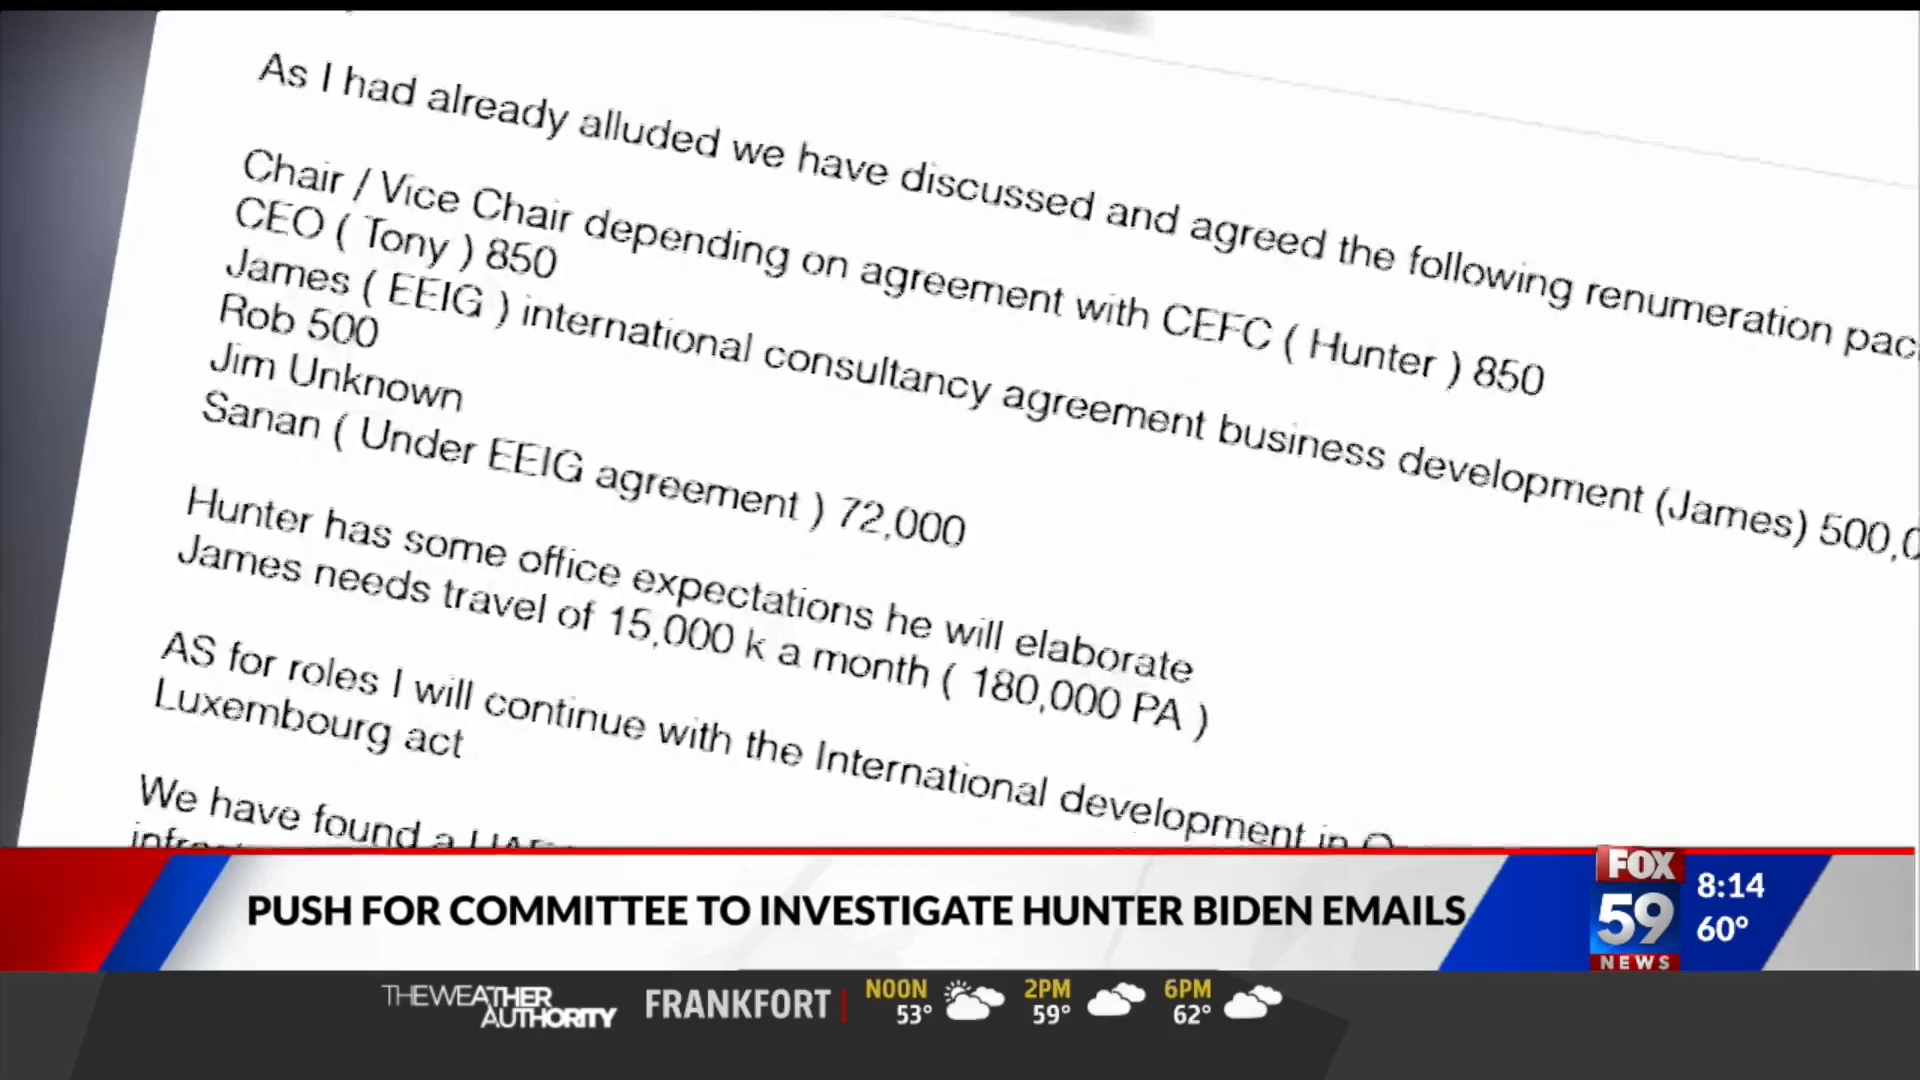 As I had already alluded we have discussed and agreed the following renumeration
Chair / Vice Chair depending on agreement with CEFC ( Hunter ) 850
CEO ( Tony ) 850
James ( EEIG ) international consultancy agreement business development (James)
Rob 500
Jim Unknown
Sanan ( Under EEIG agreement ) 72,000
Hunter has some office expectations he will elaborate
James needs travel of 15,000 k a month ( 180,000 PA )
AS for roles I will continue with the International development in
Luxembourg act
We have found a
PUSH FOR COMMITTEE TO INVESTIGATE HUNTER BIDEN EMAILS
FOX
59
NEWS
8:14
60°
THE WEATHER
AUTHORITY
FRANKFORT
NOON
53°
2PM
59°
6PM
62°